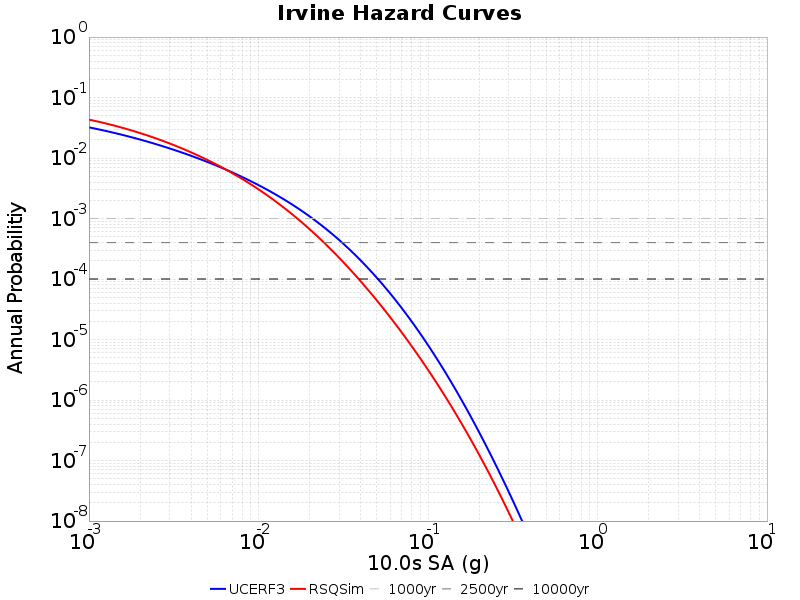 Irvine Hazard Curves
10^0
10^-1
10^-2
10^-3
10^-4
10^-5
10^-6
10^-7
10^-8
Annual Probabilitiy
10^-3 10^-2 10^-1 10^0 10^1
10.0s SA (g)
UCERF3 RSQSim 1000yr 2500yr 10000yr